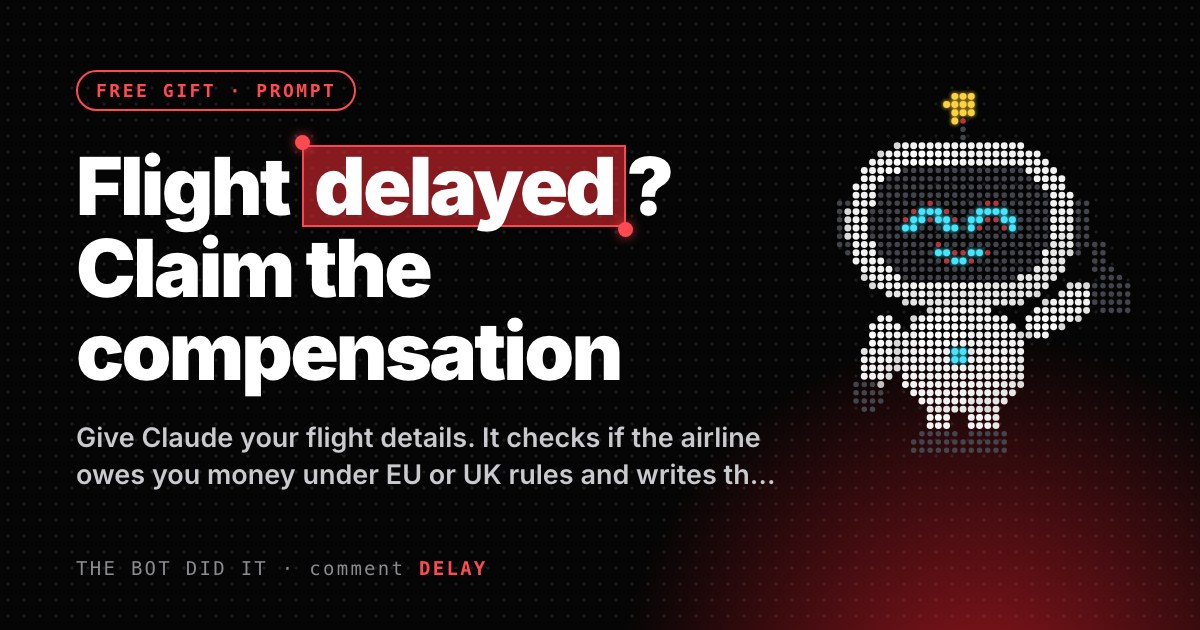 FREE GIFT · PROMPT
Flight delayed?
Claim the
compensation
Give Claude your flight details. It checks if the airline
owes you money under EU or UK rules and writes th...
THE BOT DID IT · comment DELAY